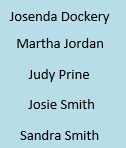 Josenda Dockery
Martha Jordan
Judy Prine
Josie Smith
Sandra Smith